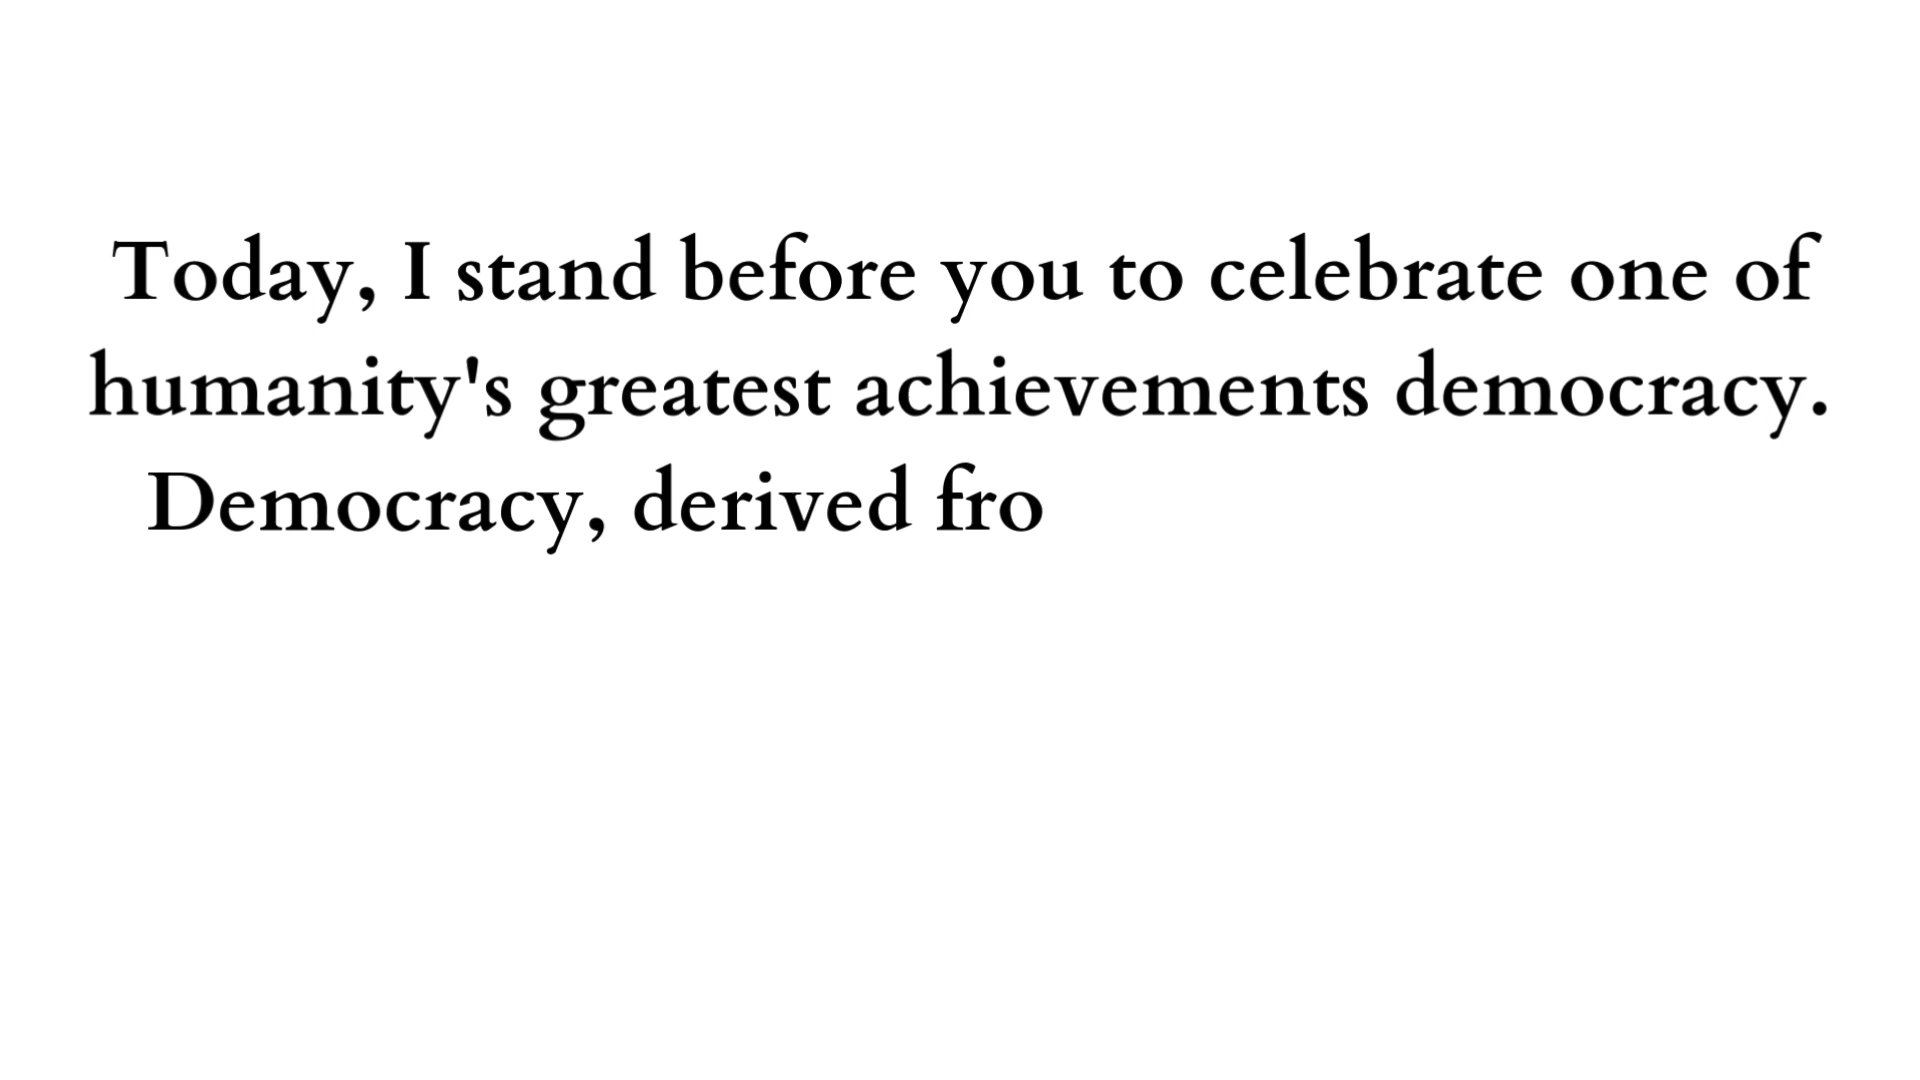 Today, I stand before you to celebrate one of
humanity's greatest achievements democracy.
Democracy, derived fro